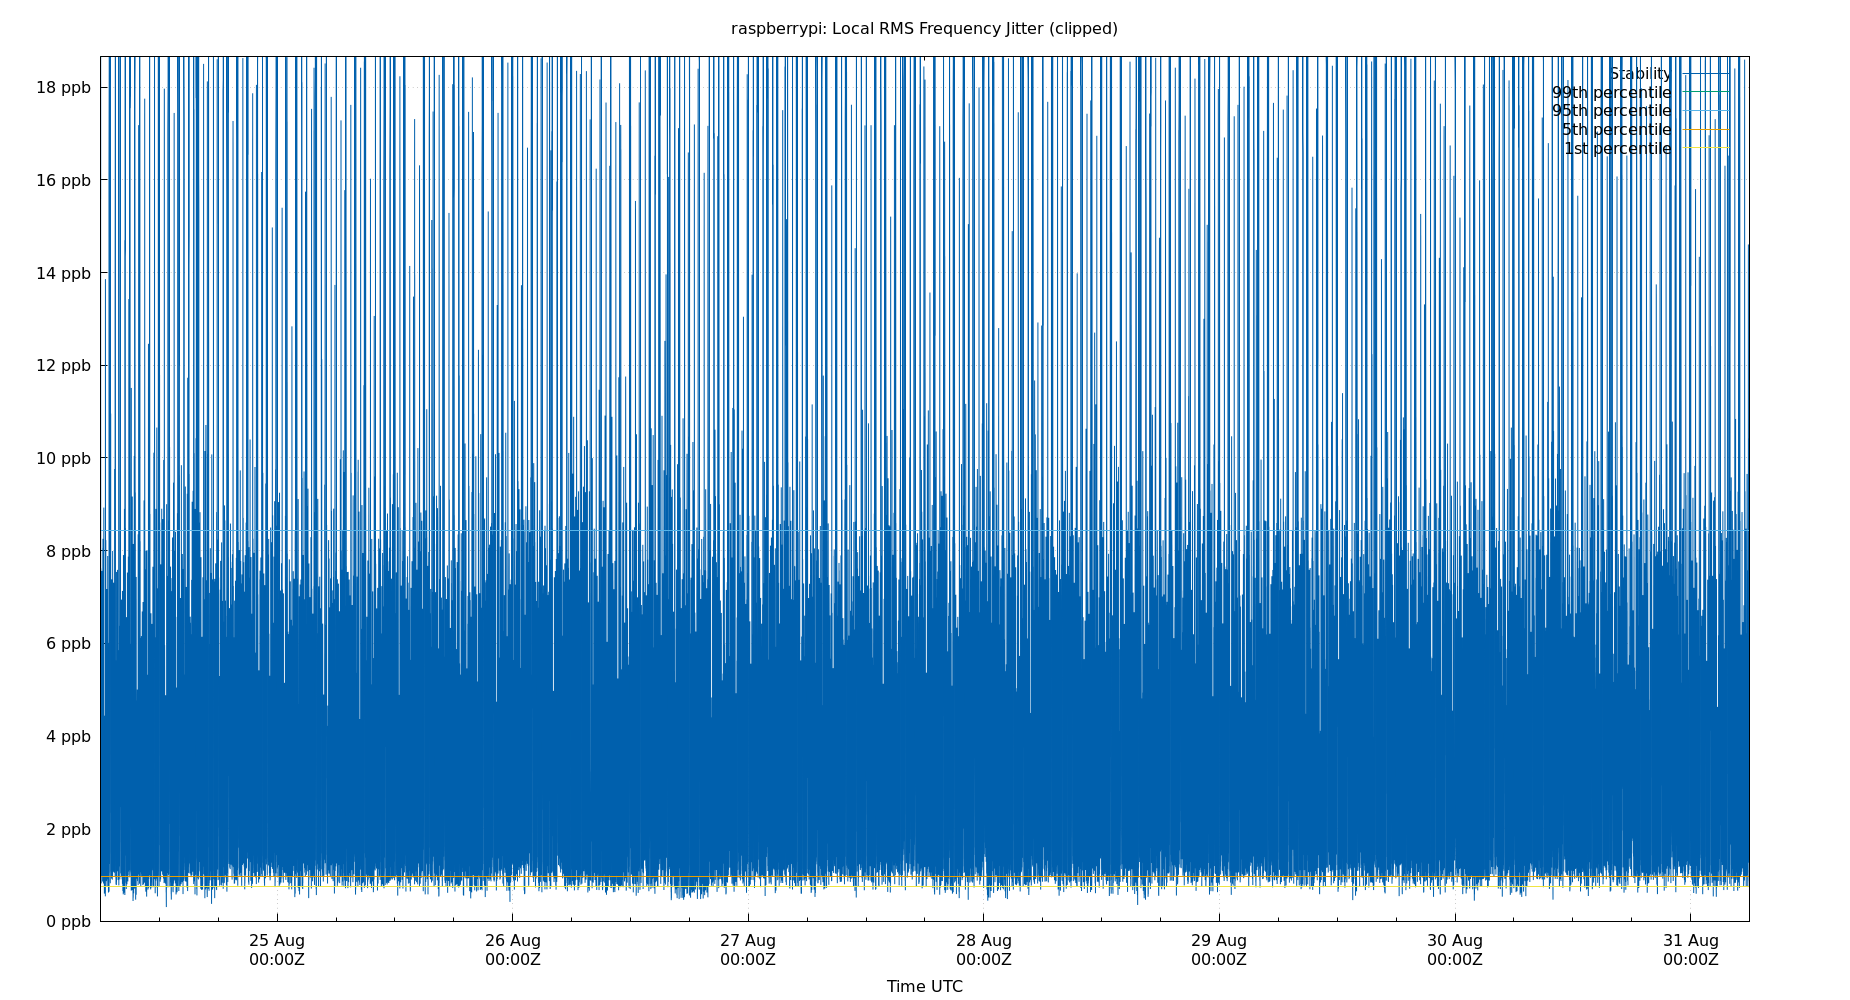 raspberrypi: Local RMS Frequency Jitter (clipped)
18 ppb
16 ppb
14 ppb
12 ppb
10 ppb
8 ppb
6 ppb
4 ppb
2 ppb
0 ppb
Stability
99th percentile
95th percentile
5th percentile
1st percentile
25 Aug 26 Aug 27 Aug 28 Aug 29 Aug 30 Aug 31 Aug
00:00Z 00:00Z 00:00Z 00:00Z 00:00Z 00:00Z 00:00Z
Time UTC